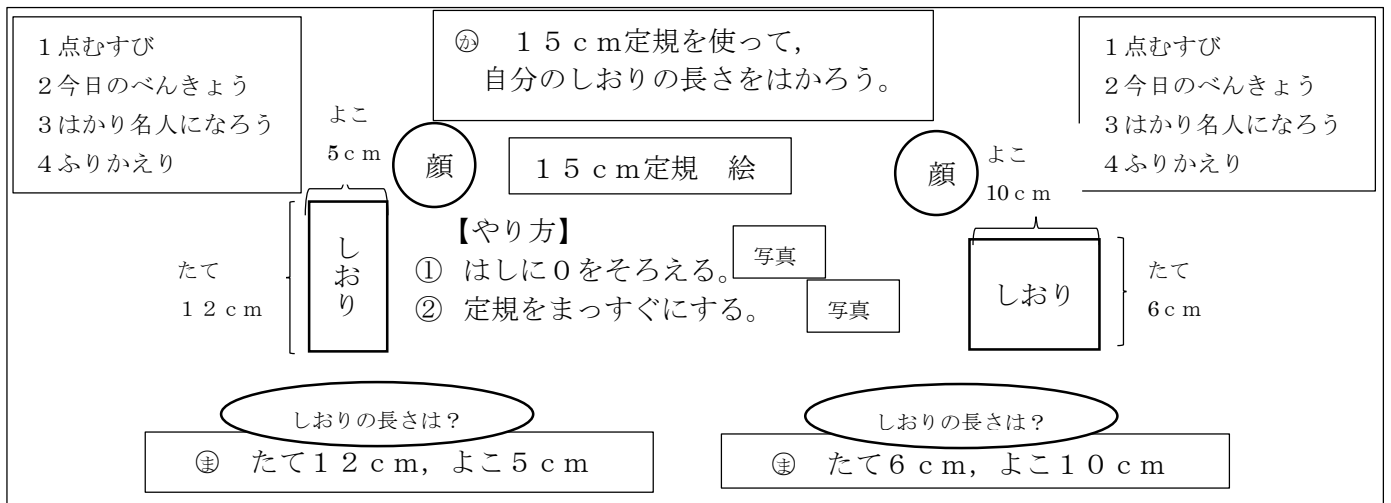 1点むすび
2今日のべんきょう
3はかり名人になろう
4ふりかえり
㋕ 15cm定規を使って,
自分のしおりの長さをはかろう。
1点むすび
2今日のべんきょう
3はかり名人になろう
4ふりかえり
よこ
5cm
顔
15cm定規 絵
顔
よこ
10cm
たて
12cm
しおり
【やり方】
① はしに0をそろえる。
写真
② 定規をまっすぐにする。
写真
しおり
たて
6cm
しおりの長さは?
㋮ たて12cm, よこ5cm
しおりの長さは?
㋮ たて6cm, よこ10cm